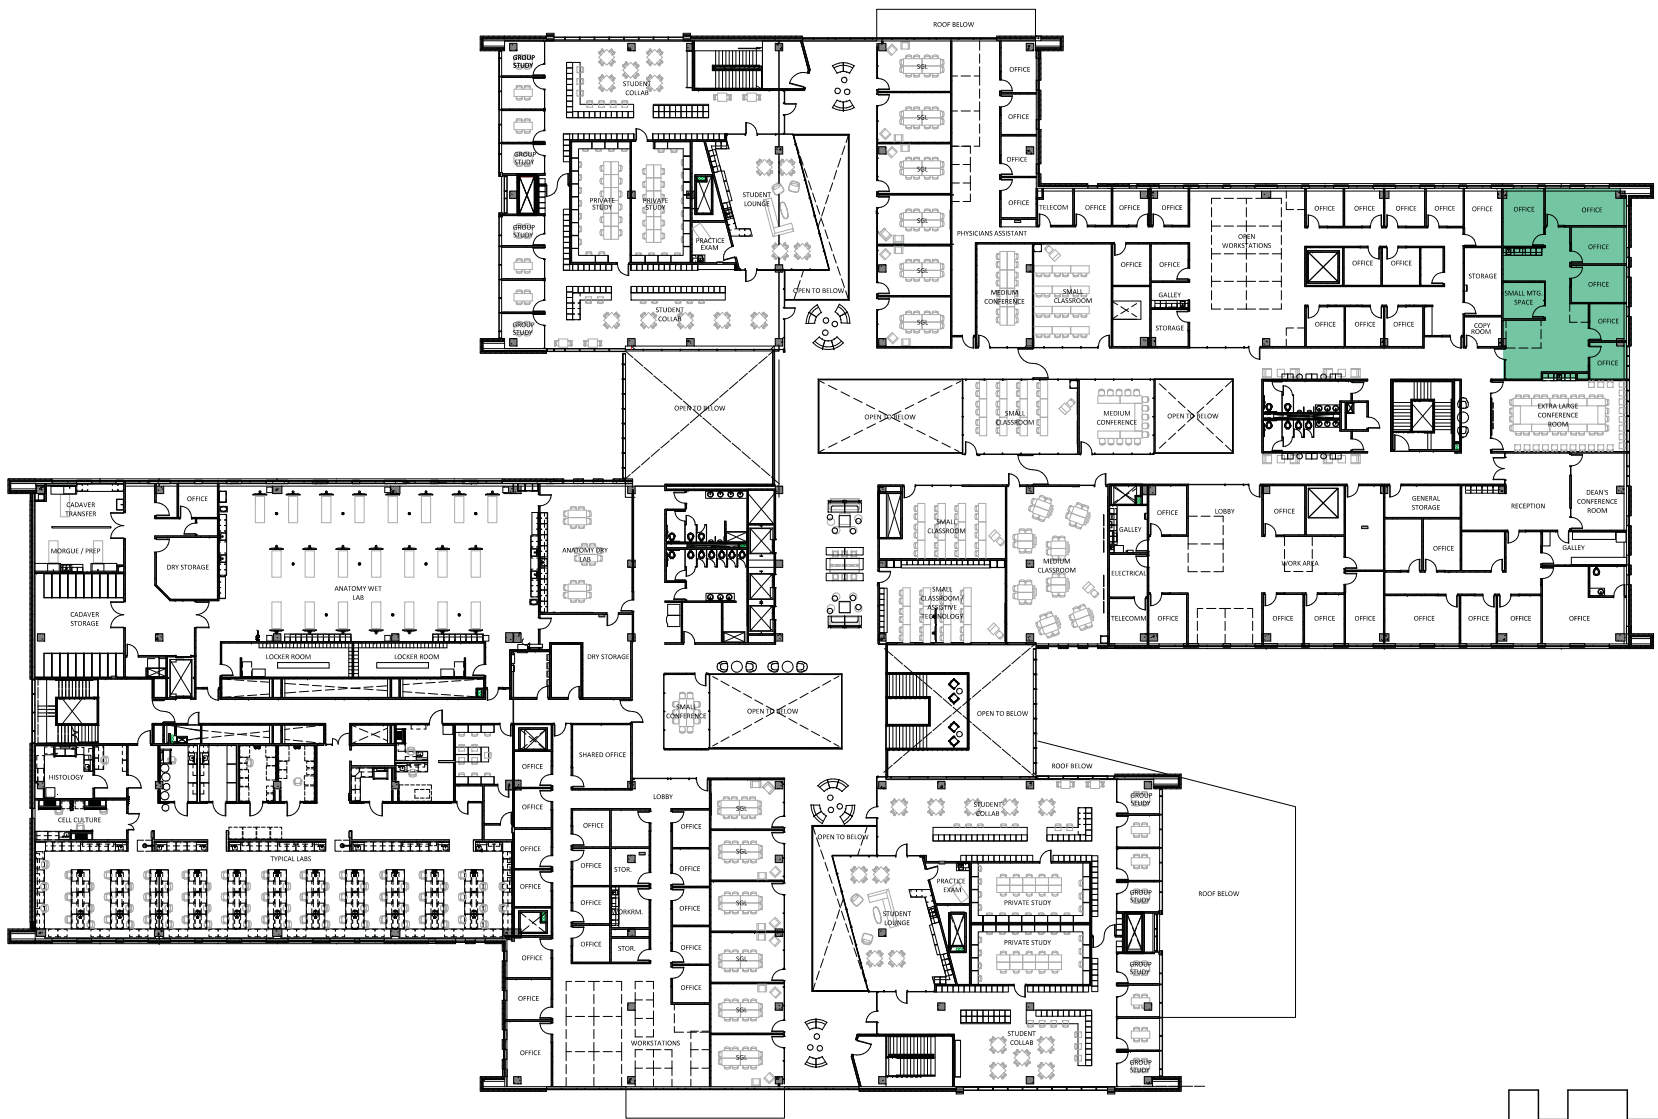 ROOF BELOW
GROUP
STUDY
STUDENT
COLLAB
SGL
OFFICE
OFFICE
SGL
OFFICE
GROUP
STUDY
SGL
OFFICE
PRIVATE
STUDY
PRIVATE
STUDY
STUDENT
LOUNGE
OFFICE
TELECOM
OFFICE
OFFICE
OFFICE
OFFICE
OFFICE
OFFICE
OFFICE
OFFICE
OFFICE
OFFICE
GROUP
STUDY
SGL
PHYSICIANS ASSISTANT
OPEN
WORKSTATIONS
PRACTICE
EXAM
OFFICE
SGL
OFFICE
OFFICE
OFFICE
OFFICE
STORAGE
OFFICE
OPEN TO BELOW
MEDIUM
CONFERENCE
SMALL
CLASSROOM
GALLEY
SMALL MTG.
SPACE
STUDENT
COLLAB
GROUP
STUDY
SGL
STORAGE
OFFICE
OFFICE
OFFICE
COPY
ROOM
OFFICE
OFFICE
OPEN TO BELOW
OPEN TO BELOW
SMALL
CLASSROOM
MEDIUM
CONFERENCE
OPEN TO BELOW
EXTRA LARGE
CONFERENCE
ROOM
CADAVER
TRANSFER
OFFICE
MORGUE / PREP
DRY STORAGE
ANATOMY WET
LAB
ANATOMY DRY
LAB
CADAVER
STORAGE
LOCKER ROOM
LOCKER ROOM
DRY STORAGE
SMALL
CLASSROOM
MEDIUM
CLASSROOM
SMALL
CLASSROOM /
ASSISTIVE
TECHNOLOGY
GALLEY
ELECTRICAL
TELECOMM
OFFICE
LOBBY
OFFICE
GENERAL
STORAGE
RECEPTION
DEAN'S
CONFERENCE
ROOM
OFFICE
GALLEY
WORK AREA
OFFICE
OFFICE
OFFICE
OFFICE
OFFICE
OFFICE
OFFICE
OFFICE
SMALL
CONFERENCE
OPEN TO BELOW
OPEN TO BELOW
SHARED OFFICE
ROOF BELOW
HISTOLOGY
CELL CULTURE
TYPICAL LABS
OFFICE
OFFICE
OFFICE
OFFICE
OFFICE
OFFICE
OFFICE
LOBBY
OFFICE
OFFICE
OFFICE
STOR.
OFFICE
OFFICE
WORKRM.
OFFICE
OFFICE
STOR.
OFFICE
OFFICE
WORKSTATIONS
SGL
SGL
SGL
SGL
SGL
SGL
OPEN TO BELOW
STUDENT
COLLAB
GROUP
STUDY
PRACTICE
EXAM
PRIVATE STUDY
GROUP
STUDY
STUDENT
LOUNGE
PRIVATE STUDY
GROUP
STUDY
STUDENT
COLLAB
GROUP
STUDY
ROOF BELOW